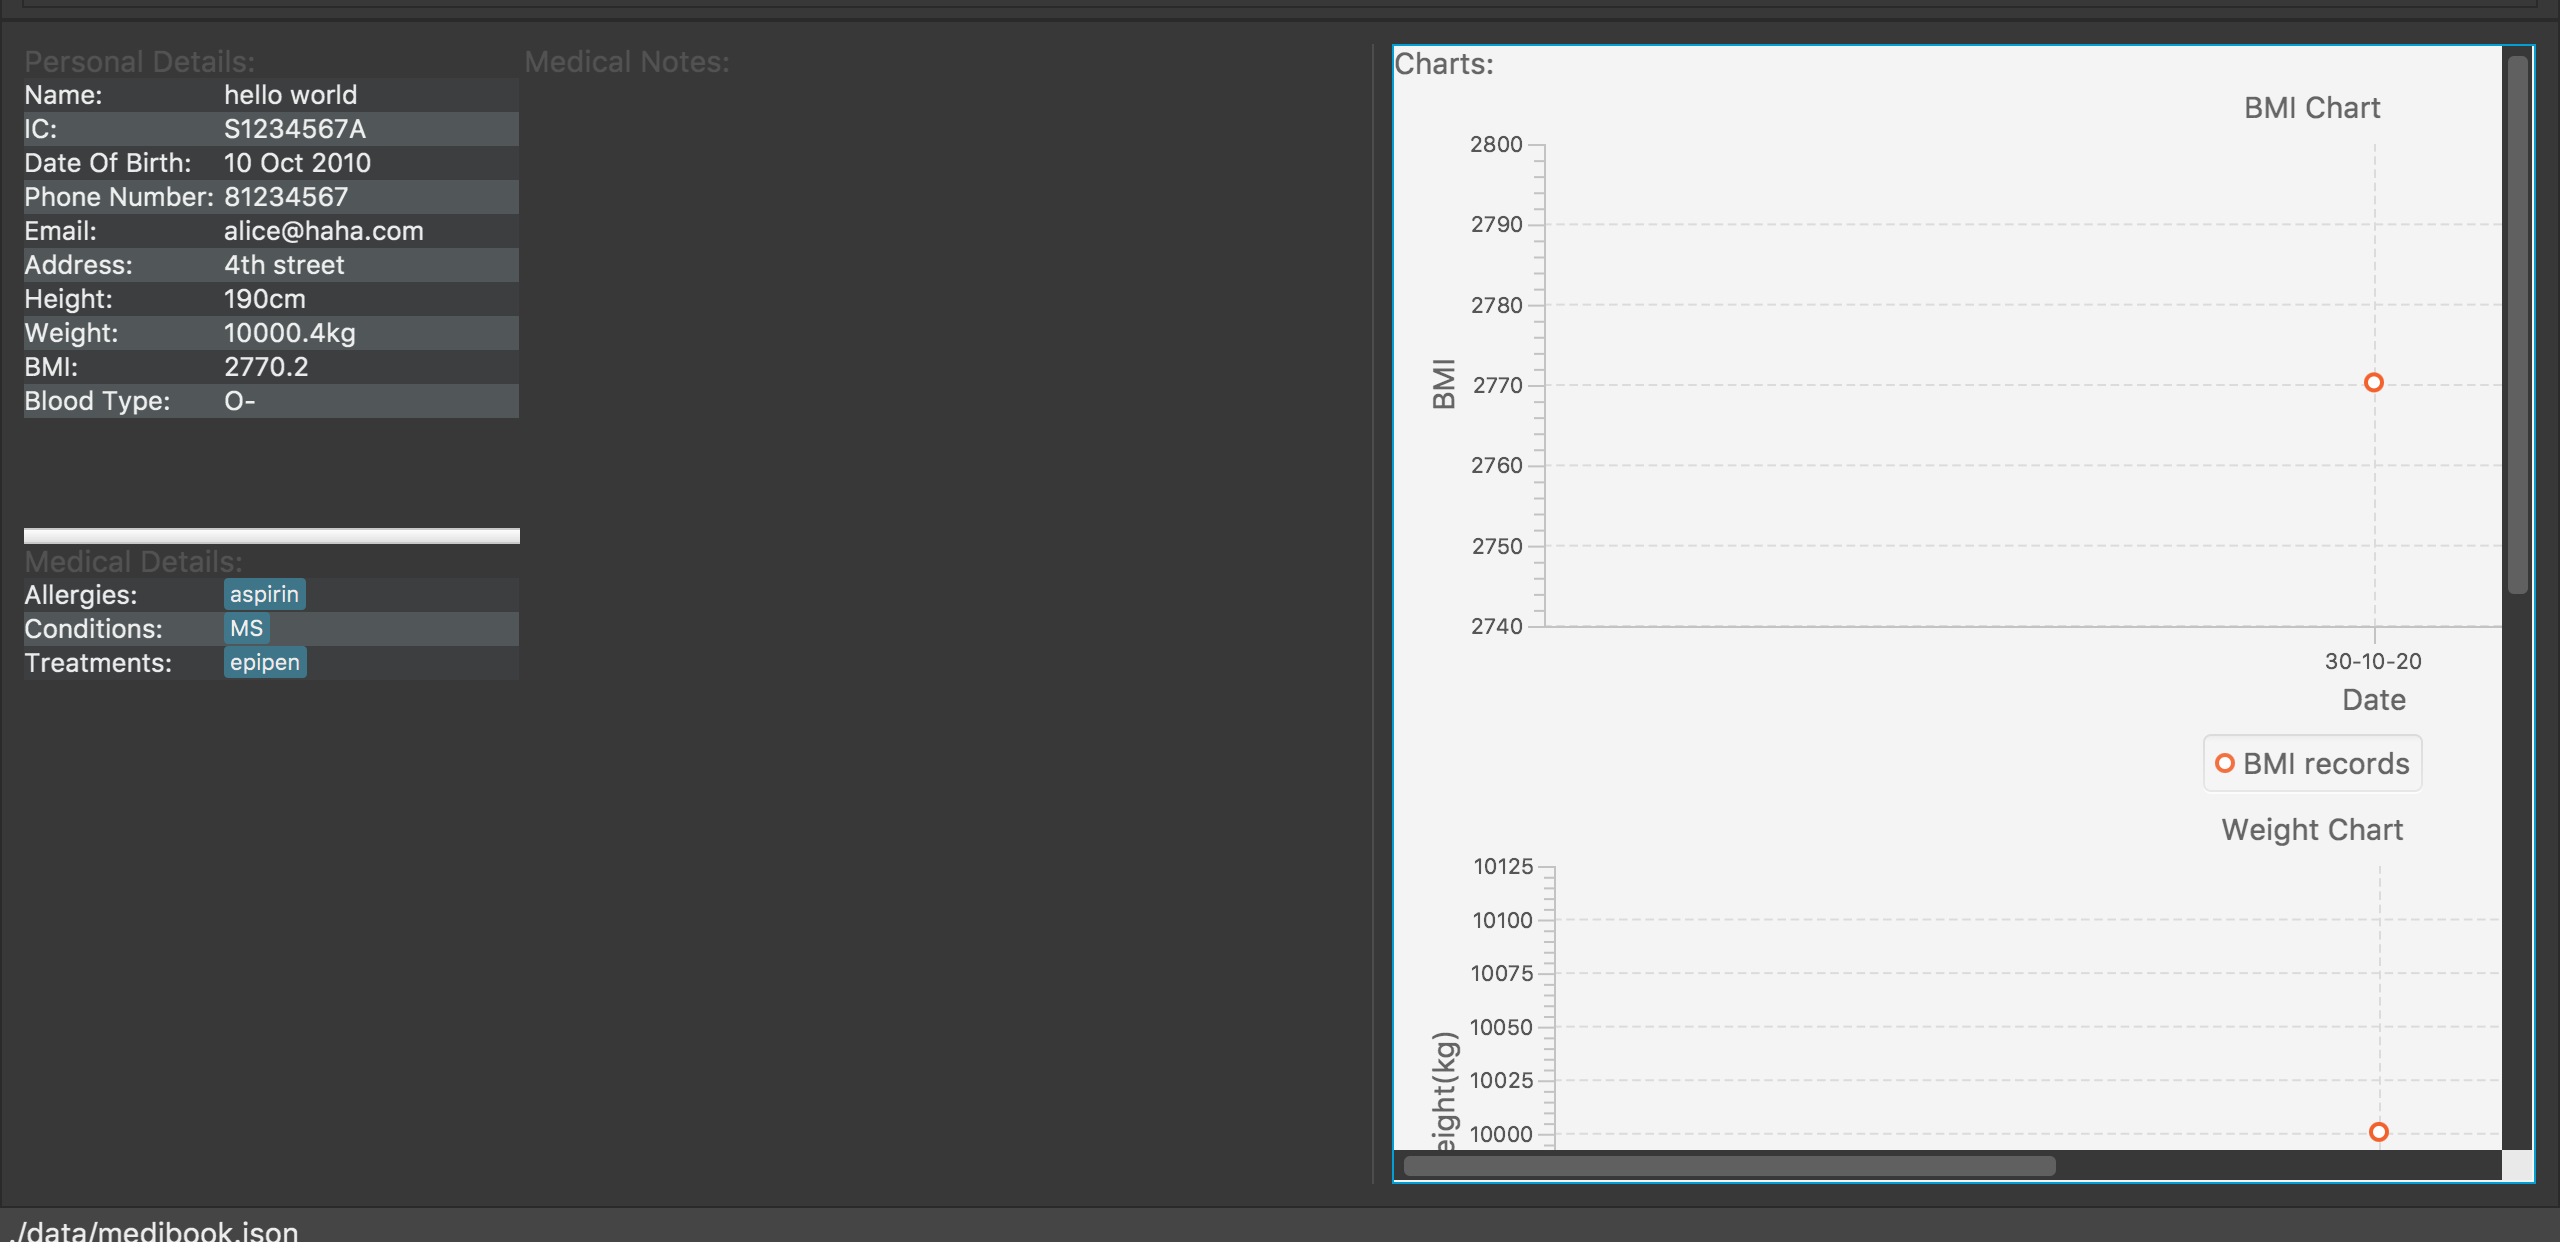 Personal Details:
Name: hello world
IC: S1234567A
Date Of Birth: 10 Oct 2010
Phone Number: 81234567
Email: alice@haha.com
Address: 4th street
Height: 190cm
Weight: 10000.4kg
BMI: 2770.2
Blood Type: O-
Medical Details:
Allergies: aspirin
Conditions: MS
Treatments: epipen
Medical Notes:
Charts:
BMI Chart
2800
2790
2780
2770
2760
2750
2740
BMI
30-10-20
Date
BMI records
Weight Chart
10125
10100
10075
10050
10025
10000
eight(kg)
./data/medibook.json